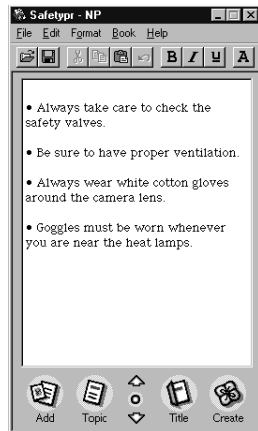 Safetypr - NP
File Edit Format Book Help
B I U A
• Always take care to check the
safety valves.
• Be sure to have proper ventilation.
• Always wear white cotton gloves
around the camera lens.
• Goggles must be worn whenever
you are near the heat lamps.
Add Topic Title Create